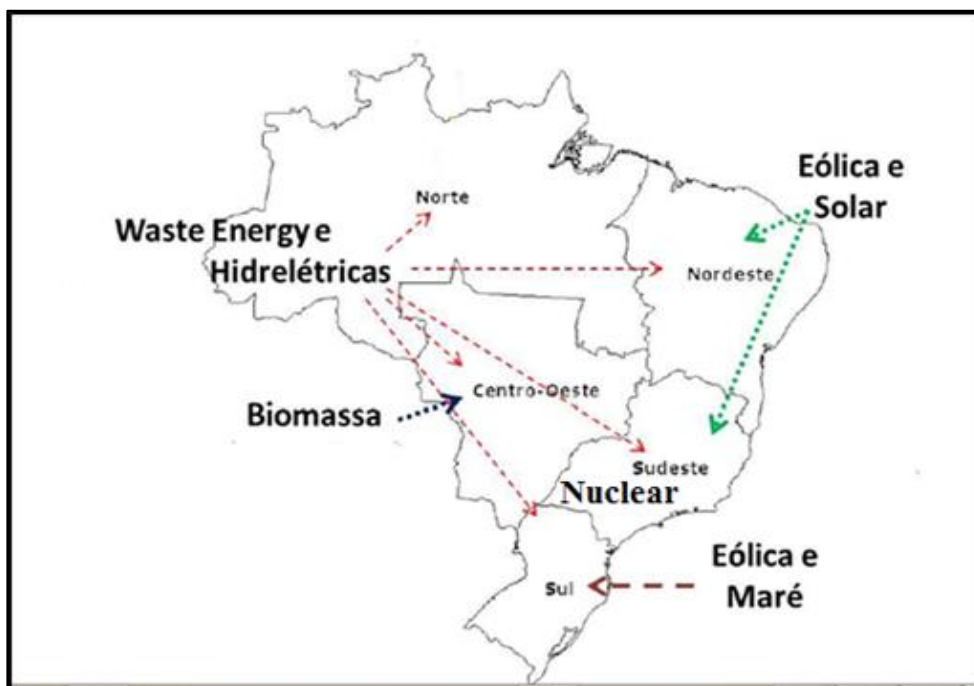 Norte
Eólica e
Solar
Waste Energy e
Hidrelétricas
Nordeste
Centro-Oeste
Biomassa
Sudeste
Nuclear
Eólica e
Maré
Sul